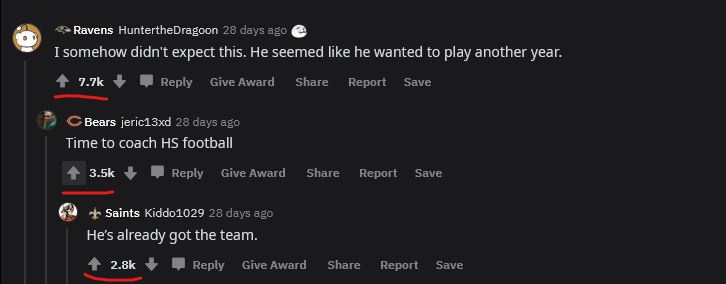 Ravens HuntertheDragoon 28 days ago
I somehow didn't expect this. He seemed like he wanted to play another year.
7.7k Reply Give Award Share Report Save
Bears jeric13xd 28 days ago
Time to coach HS football
3.5k Reply Give Award Share Report Save
Saints Kiddo1029 28 days ago
He's already got the team.
2.8k Reply Give Award Share Report Save